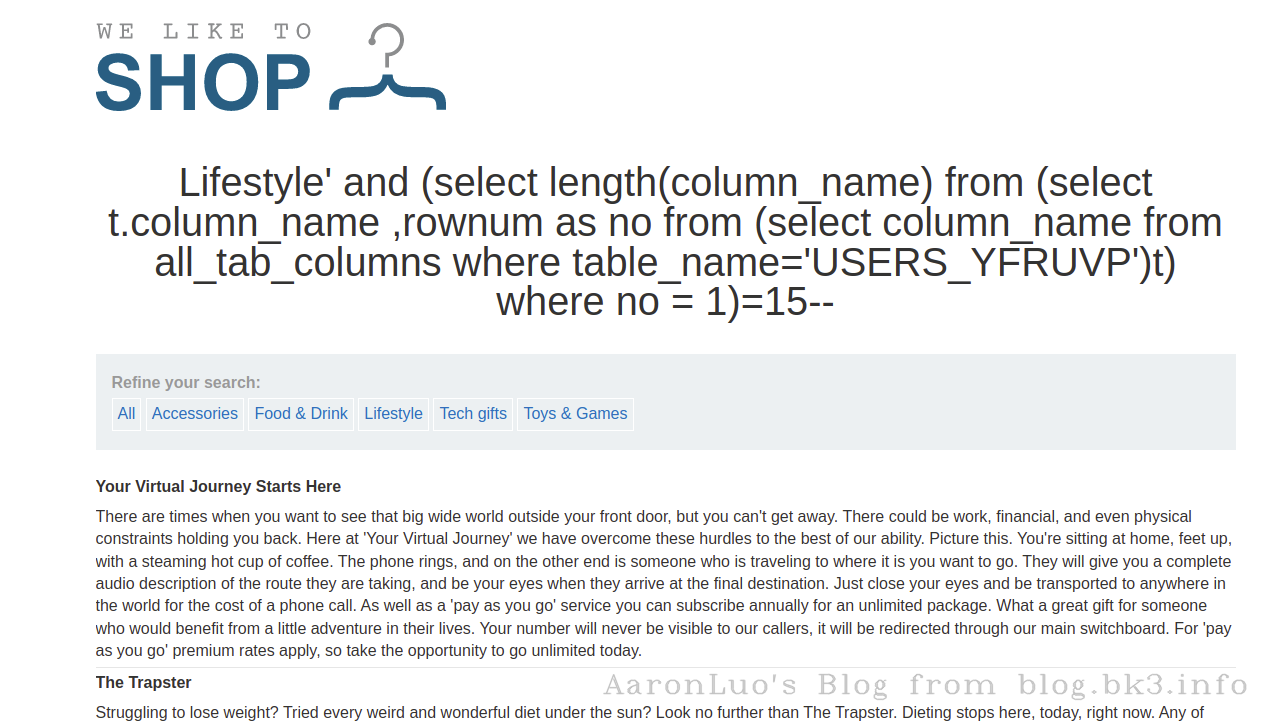 WE LIKE TO
SHOP
Lifestyle' and (select length(column_name) from (select
t.column_name ,rownum as no from (select column_name from
all_tab_columns where table_name='USERS_YFRUVP')t)
where no = 1)=15--
Refine your search:
All Accessories Food & Drink Lifestyle Tech gifts Toys & Games
Your Virtual Journey Starts Here
There are times when you want to see that big wide world outside your front door, but you can't get away. There could be work, financial, and even physical
constraints holding you back. Here at 'Your Virtual Journey' we have overcome these hurdles to the best of our ability. Picture this. You're sitting at home, feet up,
with a steaming hot cup of coffee. The phone rings, and on the other end is someone who is traveling to where it is you want to go. They will give you a complete
audio description of the route they are taking, and be your eyes when they arrive at the final destination. Just close your eyes and be transported to anywhere in
the world for the cost of a phone call. As well as a 'pay as you go' service you can subscribe annually for an unlimited package. What a great gift for someone
who would benefit from a little adventure in their lives. Your number will never be visible to our callers, it will be redirected through our main switchboard. For 'pay
as you go' premium rates apply, so take the opportunity to go unlimited today.
The Trapster
AaronLuo's Blog from blog.bk3.info
Struggling to lose weight? Tried every weird and wonderful diet under the sun? Look no further than The Trapster. Dieting stops here, today, right now. Any of